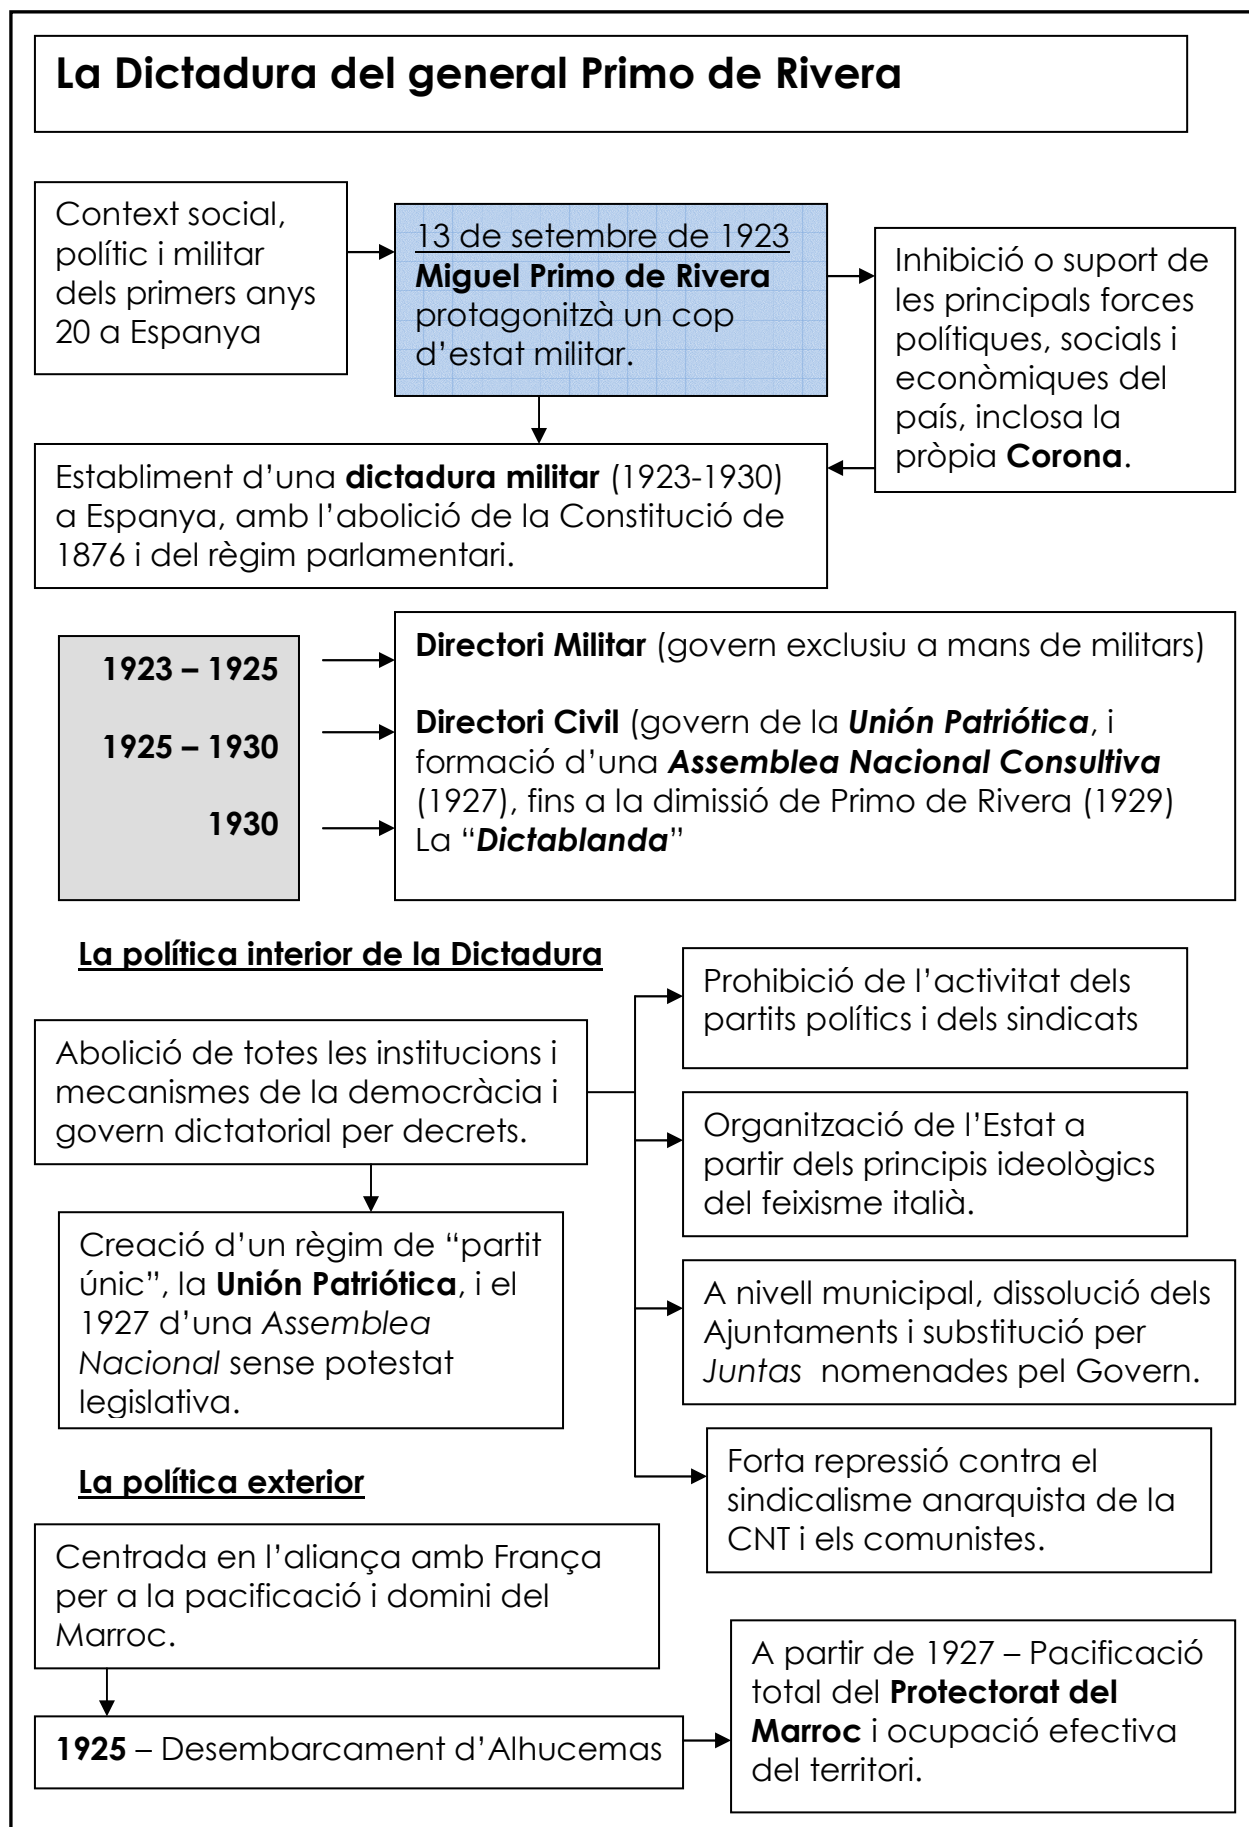 La Dictadura del general Primo de Rivera
Context social,
polític i militar
dels primers anys
20 a Espanya
13 de setembre de 1923
Miguel Primo de Rivera
protagonitzà un cop
d’estat militar.
Inhibició o suport de
les principals forces
polítiques, socials i
econòmiques del
país, inclosa la
pròpia Corona.
Establiment d’una dictadura militar (1923-1930)
a Espanya, amb l’abolició de la Constitució de
1876 i del règim parlamentari.
1923 – 1925
1925 – 1930
1930
Directori Militar (govern exclusiu a mans de militars)
Directori Civil (govern de la Unión Patriótica, i
formació d’una Assemblea Nacional Consultiva
(1927), fins a la dimissió de Primo de Rivera (1929)
La “Dictablanda”
La política interior de la Dictadura
Abolició de totes les institucions i
mecanismes de la democràcia i
govern dictatorial per decrets.
Creació d’un règim de “partit
únic”, la Unión Patriótica, i el
1927 d’una Assemblea
Nacional sense potestat
legislativa.
Prohibició de l’activitat dels
partits polítics i dels sindicats
Organització de l’Estat a
partir dels principis ideològics
del feixisme italià.
A nivell municipal, dissolució dels
Ajuntaments i substitució per
Juntas nomenades pel Govern.
Forta repressió contra el
sindicalisme anarquista de la
CNT i els comunistes.
La política exterior
Centrada en l’aliança amb França
per a la pacificació i domini del
Marroc.
1925 – Desembarcament d’Alhucemas
A partir de 1927 – Pacificació
total del Protectorat del
Marroc i ocupació efectiva
del territori.